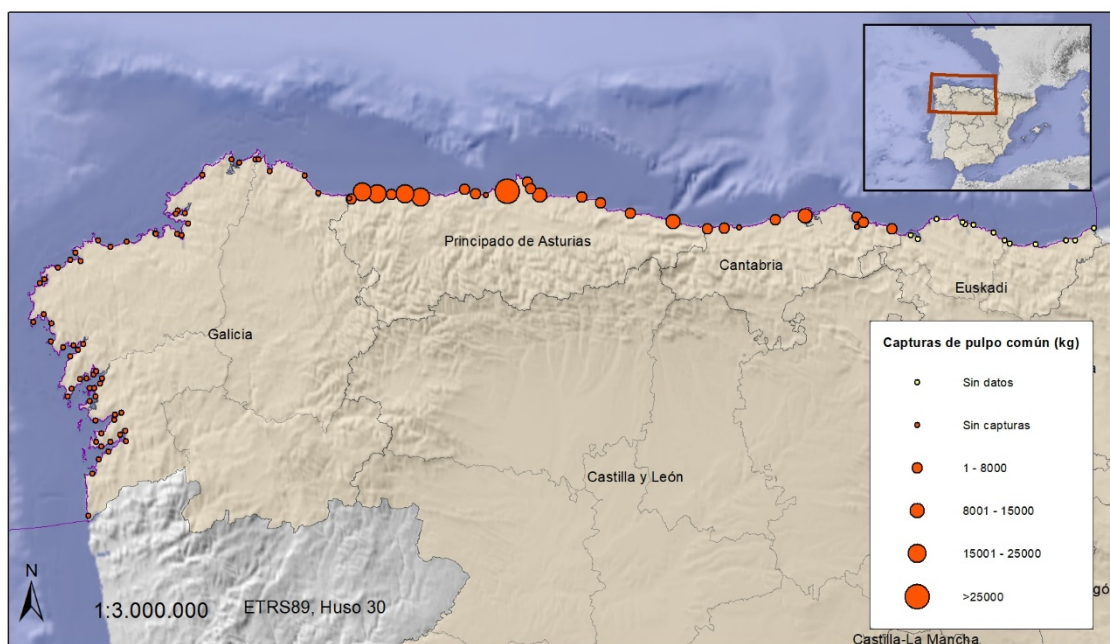 Principado de Asturias
Cantabria
Euskadi
Galicia
Castilla y León
Castilla-La Mancha
Capturas de pulpo común (kg)
Sin datos
Sin capturas
1 - 8000
8001 - 15000
15001 - 25000
>25000
N
1:3.000.000
ETRS89, Huso 30